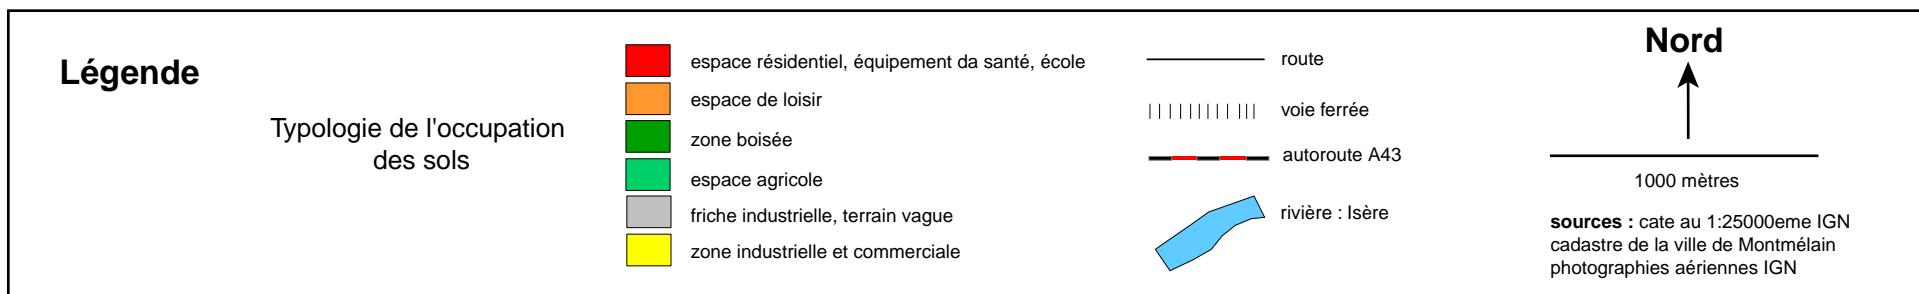 Légende
Typologie de l'occupation
des sols
espace résidentiel, équipement da santé, école
espace de loisir
zone boisée
espace agricole
friche industrielle, terrain vague
zone industrielle et commerciale
route
voie ferrée
autoroute A43
rivière : Isère
Nord
1000 mètres
sources : cate au 1:25000eme IGN
cadastre de la ville de Montmélain
photographies aériennes IGN